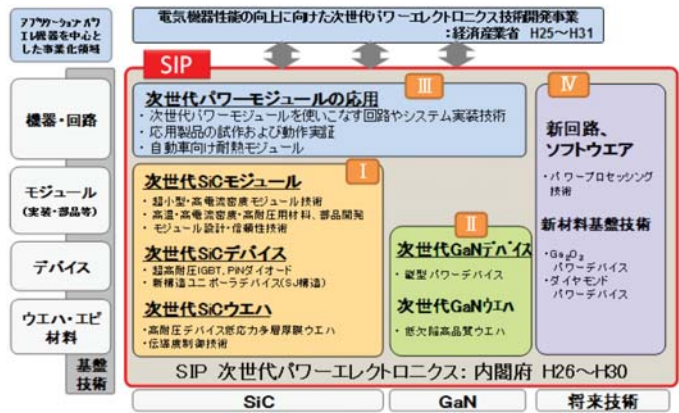 アプリケーション・パワ
エレ機器を中心と
した事業化領域
電気機器性能の向上に向けた次世代パワーエレクトロニクス技術開発事業
:経済産業省 H25～H31
SIP
機器・回路
モジュール
(実装・部品等)
デバイス
ウエハ・エピ
材料
基盤
技術
III
次世代パワーモジュールの応用
・次世代パワーモジュールを使いこなす回路やシステム実装技術
・応用製品の試作および動作実証
・自動車向け耐熱モジュール
I
次世代SiCモジュール
・超小型・高電流密度モジュール技術
・高温・高電流密度・高耐圧用材料、部品開発
・モジュール設計・信頼性技術
次世代SiCデバイス
・超高耐圧IGBT, PiNダイオード
・新構造ユニポーラデバイス(SJ構造)
次世代SiCウエハ
・高耐圧デバイス低応力多層厚膜ウエハ
・伝導度制御技術
II
次世代GaNデバイス
・縦型パワーデバイス
次世代GaNウエハ
・低欠陥高品質ウエハ
IV
新回路、
ソフトウエア
・パワープロセッシング
技術
新材料基盤技術
・Ga₂O₃
パワーデバイス
・ダイヤモンド
パワーデバイス
SIP 次世代パワーエレクトロニクス: 内閣府 H26～H30
SiC
GaN
将来技術